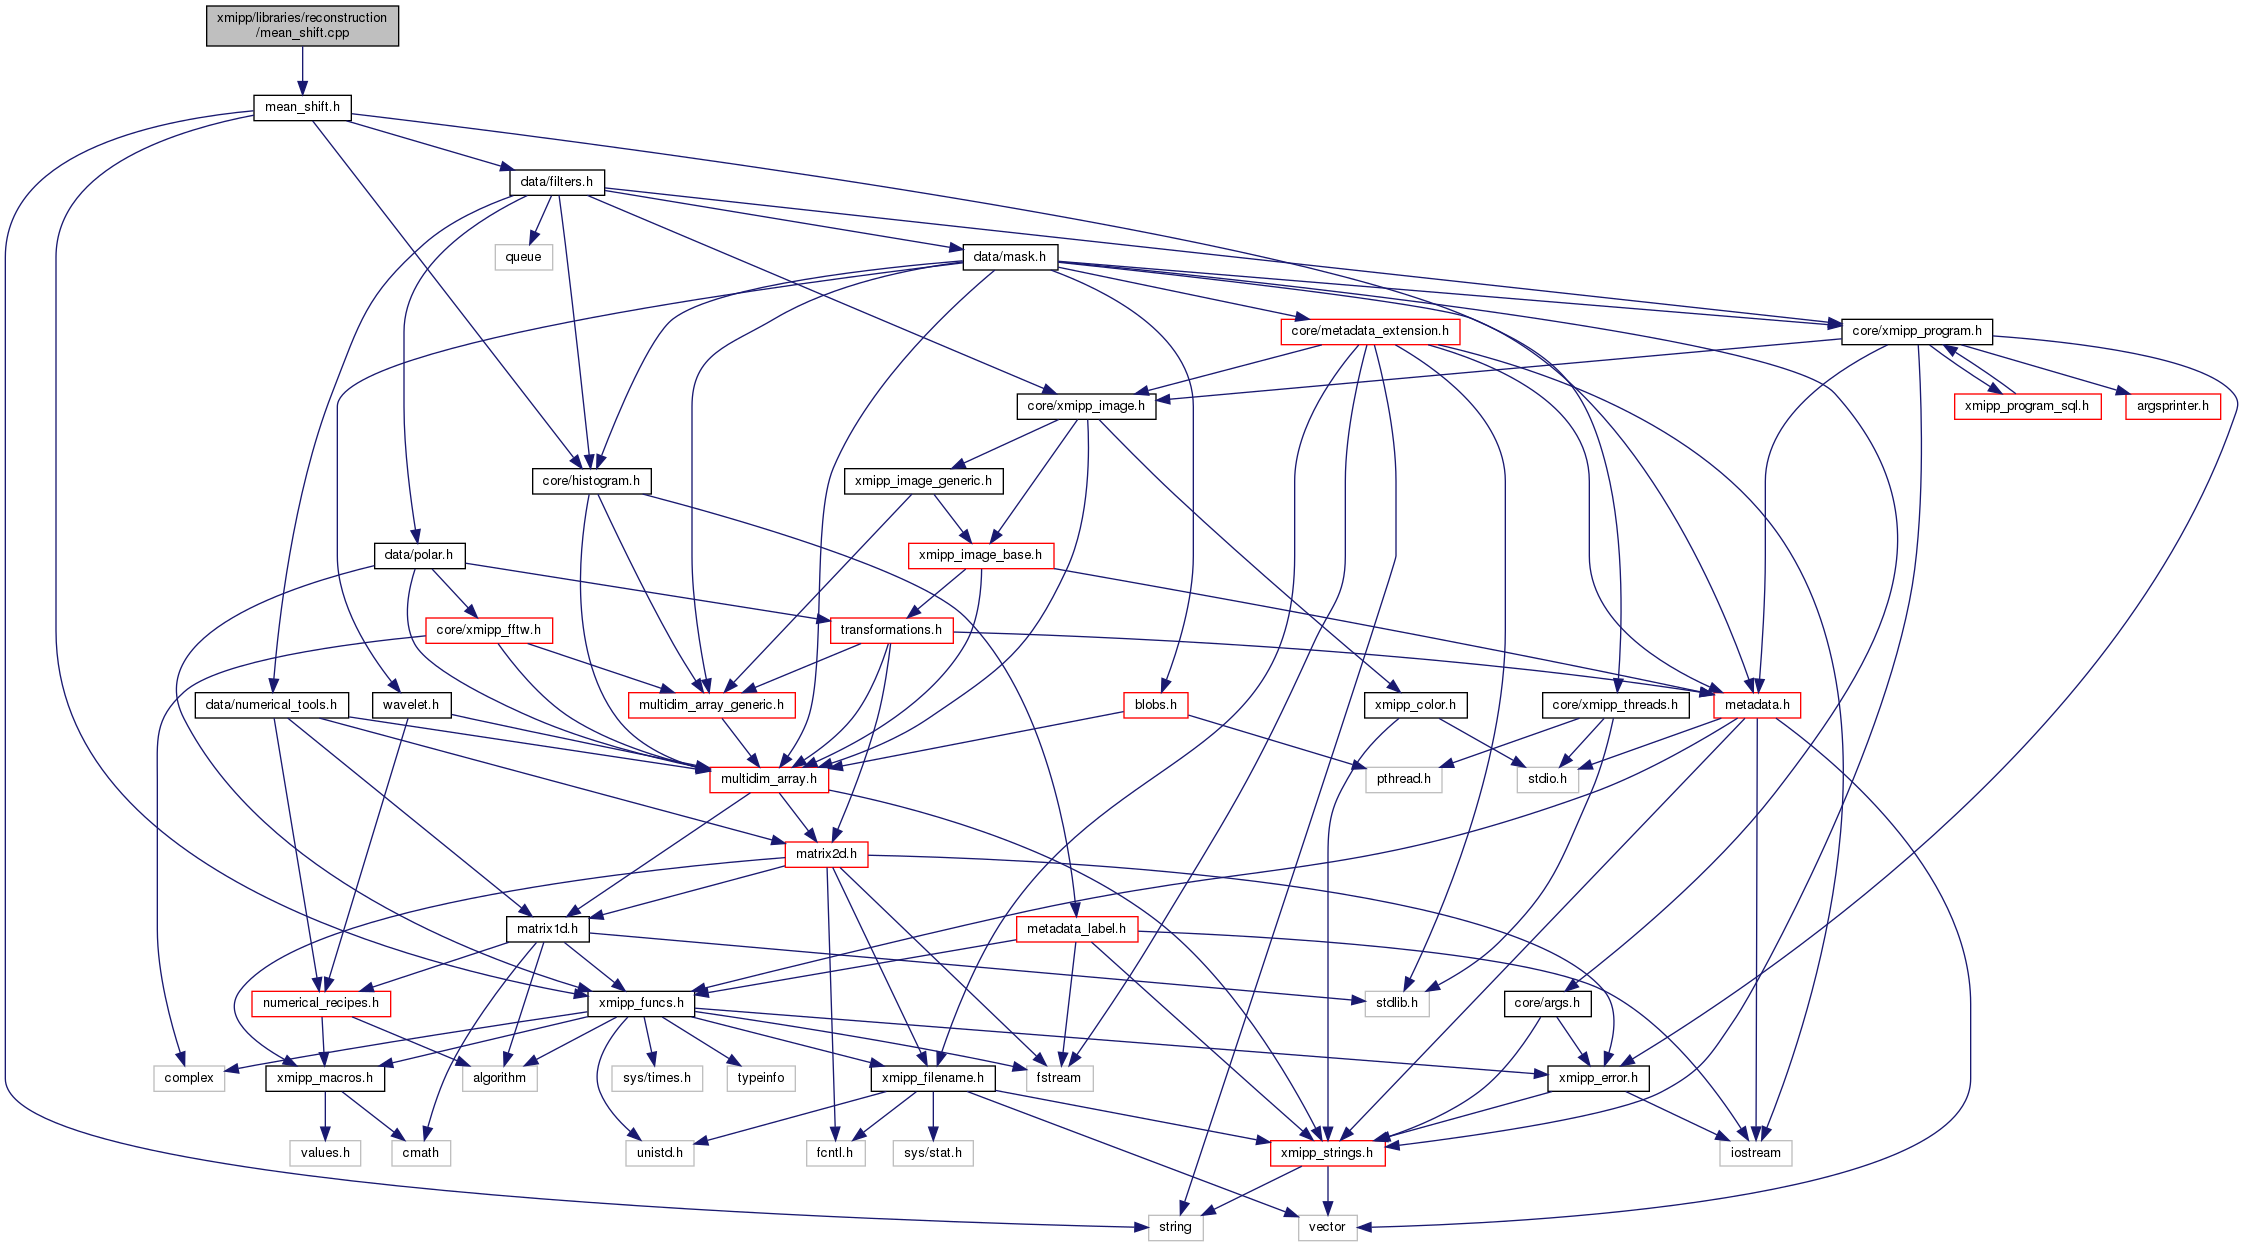 xmipp/libraries/reconstruction
/mean_shift.cpp
mean_shift.h
data/filters.h
queue
data/mask.h
core/metadata_extension.h
core/xmipp_program.h
core/xmipp_image.h
xmipp_program_sql.h
argsprinter.h
core/histogram.h
xmipp_image_generic.h
data/polar.h
xmipp_image_base.h
core/xmipp_fftw.h
transformations.h
data/numerical_tools.h
wavelet.h
multidim_array_generic.h
blobs.h
xmipp_color.h
core/xmipp_threads.h
metadata.h
multidim_array.h
pthread.h
stdio.h
matrix2d.h
matrix1d.h
metadata_label.h
numerical_recipes.h
xmipp_funcs.h
stdlib.h
core/args.h
complex
xmipp_macros.h
algorithm
sys/times.h
typeinfo
xmipp_filename.h
fstream
xmipp_error.h
values.h
cmath
unistd.h
fcntl.h
sys/stat.h
xmipp_strings.h
iostream
string
vector